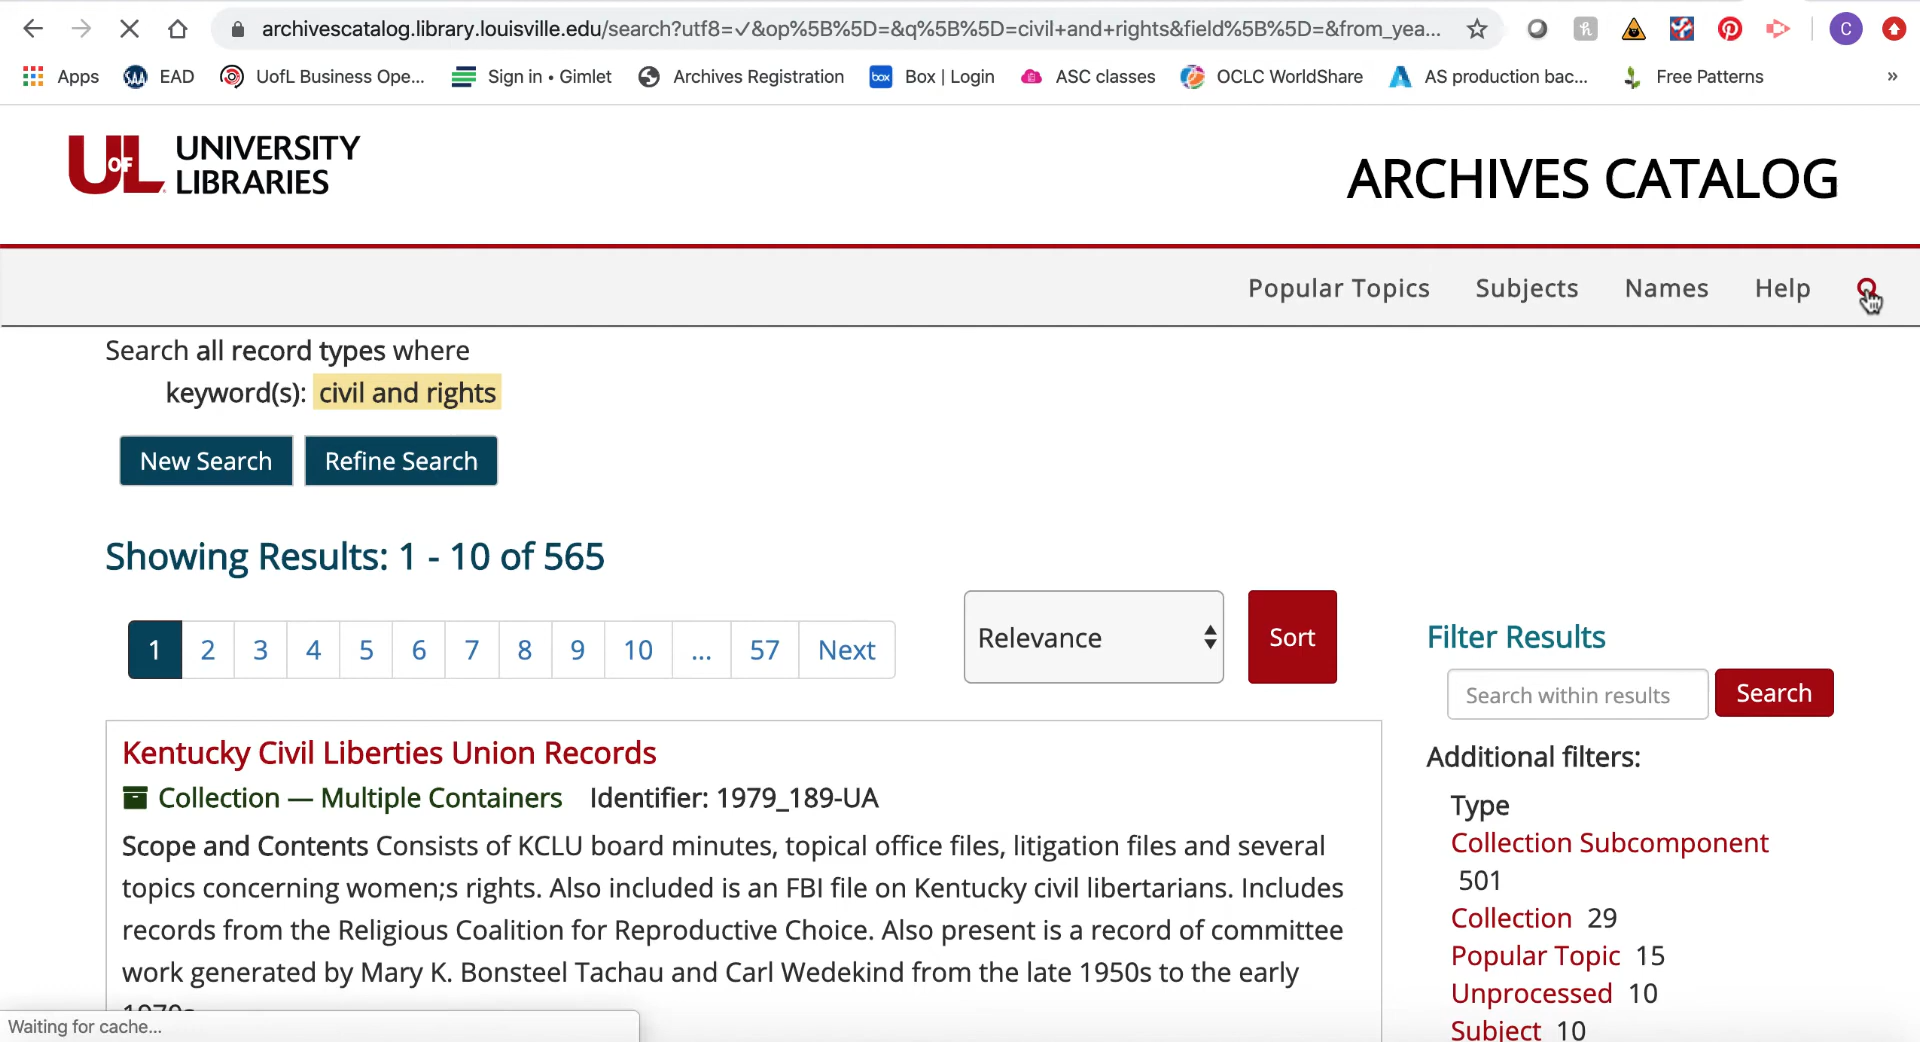 archivescatalog.library.louisville.edu/search?utf8=✓&op%5B%5D=&q%5B%5D=civil+and+rights&field%5B%5D=&from_yea...
C
Apps
SAA
EAD
UofL Business Ope...
Sign in • Gimlet
Archives Registration
box
Box | Login
ASC classes
OCLC WorldShare
AS production bac...
Free Patterns
»
UofL
UNIVERSITY
LIBRARIES
ARCHIVES CATALOG
Popular Topics
Subjects
Names
Help
Search all record types where
keyword(s): civil and rights
New Search
Refine Search
Showing Results: 1 - 10 of 565
1 2 3 4 5 6 7 8 9 10 ... 57 Next
Relevance
Sort
Filter Results
Search within results
Search
Kentucky Civil Liberties Union Records
Collection — Multiple Containers Identifier: 1979_189-UA
Scope and Contents Consists of KCLU board minutes, topical office files, litigation files and several
topics concerning women;s rights. Also included is an FBI file on Kentucky civil libertarians. Includes
records from the Religious Coalition for Reproductive Choice. Also present is a record of committee
work generated by Mary K. Bonsteel Tachau and Carl Wedekind from the late 1950s to the early
Additional filters:
Type
Collection Subcomponent
501
Collection 29
Popular Topic 15
Unprocessed 10
Subject 10
Waiting for cache...